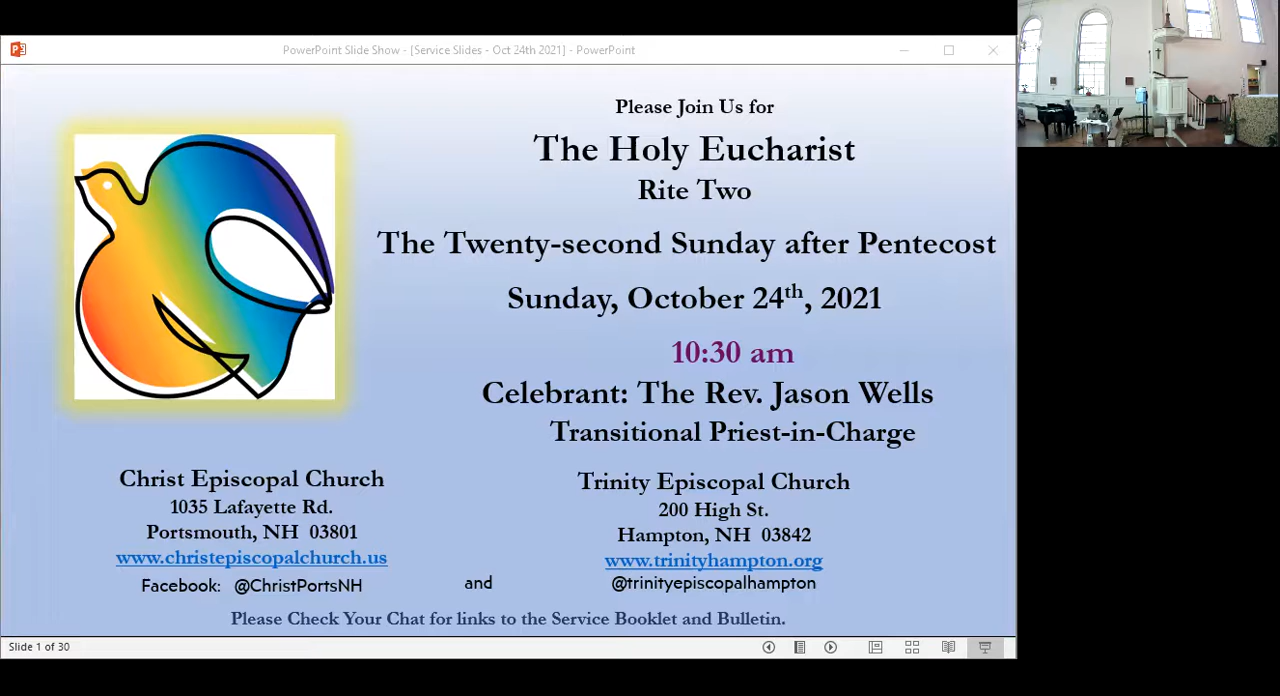 PowerPoint Slide Show - [Service Slides - Oct 24th 2021] - PowerPoint
Please Join Us for
The Holy Eucharist
Rite Two
The Twenty-second Sunday after Pentecost
Sunday, October 24th, 2021
10:30 am
Celebrant: The Rev. Jason Wells
Transitional Priest-in-Charge
Christ Episcopal Church
1035 Lafayette Rd.
Portsmouth, NH 03801
www.christepiscopalchurch.us
Facebook: @ChristPortsNH
and
Trinity Episcopal Church
200 High St.
Hampton, NH 03842
www.trinityhampton.org
@trinityepiscopalhampton
Please Check Your Chat for links to the Service Booklet and Bulletin.
Slide 1 of 30